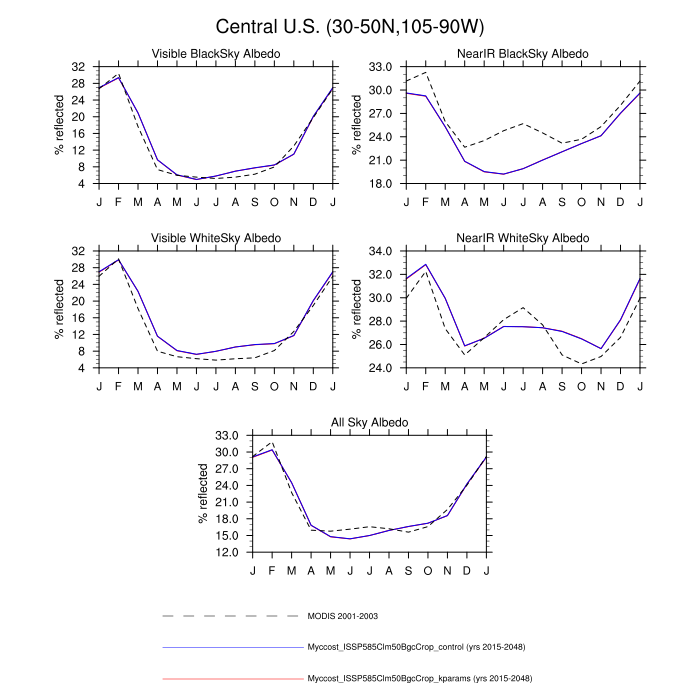 Central U.S. (30-50N,105-90W)
Visible BlackSky Albedo
% reflected
32
28
24
20
16
12
8
4
J F M A M J J A S O N D J
NearIR BlackSky Albedo
% reflected
33.0
30.0
27.0
24.0
21.0
18.0
J F M A M J J A S O N D J
Visible WhiteSky Albedo
% reflected
32
28
24
20
16
12
8
4
J F M A M J J A S O N D J
NearIR WhiteSky Albedo
% reflected
34.0
32.0
30.0
28.0
26.0
24.0
J F M A M J J A S O N D J
All Sky Albedo
% reflected
33.0
30.0
27.0
24.0
21.0
18.0
15.0
12.0
J F M A M J J A S O N D J
MODIS 2001-2003
Myccost_ISSP585Clm50BgcCrop_control (yrs 2015-2048)
Myccost_ISSP585Clm50BgcCrop_kparams (yrs 2015-2048)